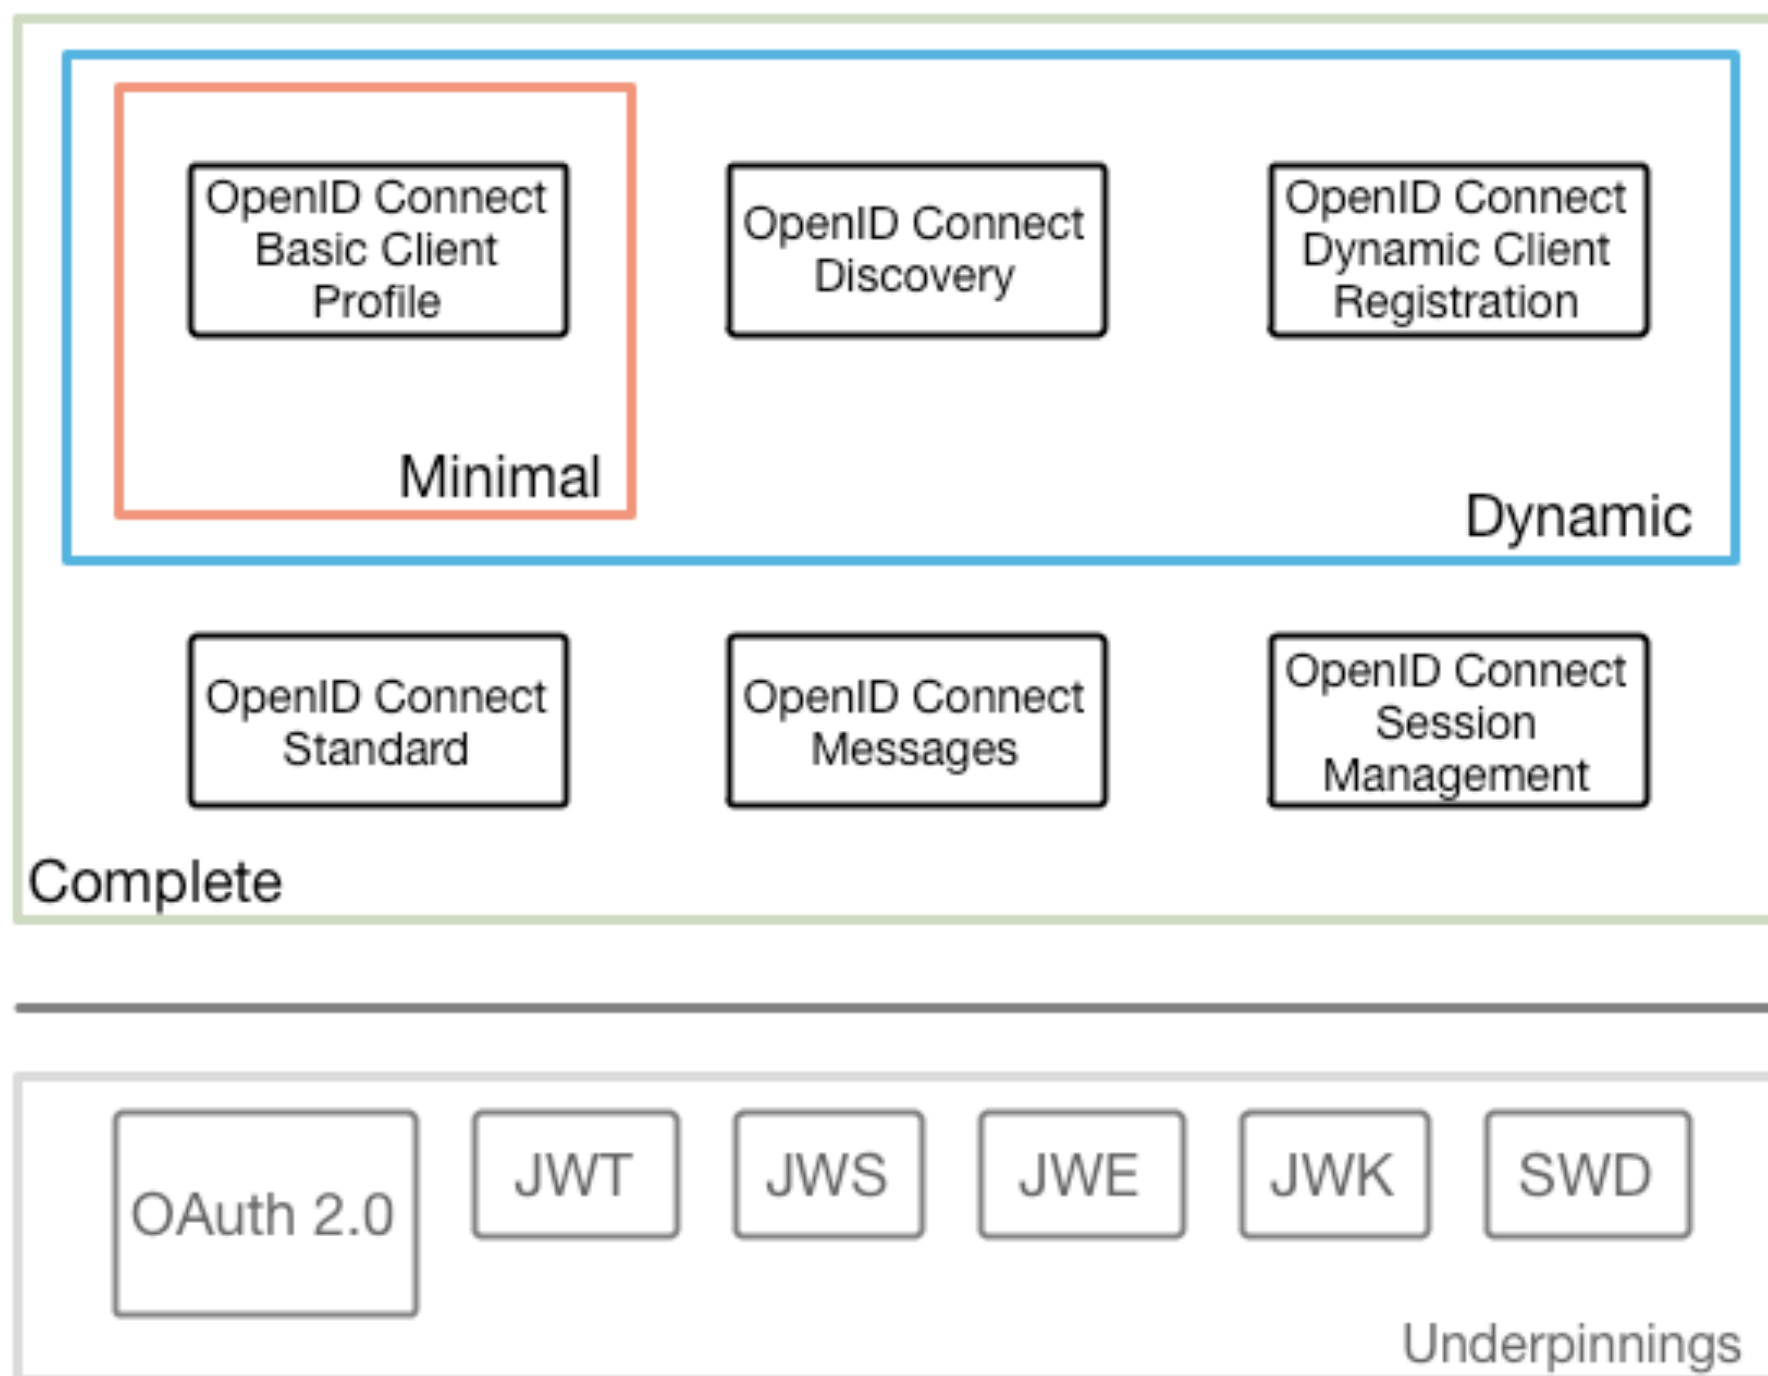 OpenID Connect
Basic Client
Profile
OpenID Connect
Discovery
OpenID Connect
Dynamic Client
Registration
Minimal
Dynamic
OpenID Connect
Standard
OpenID Connect
Messages
OpenID Connect
Session
Management
Complete
OAuth 2.0
JWT
JWS
JWE
JWK
SWD
Underpinnings